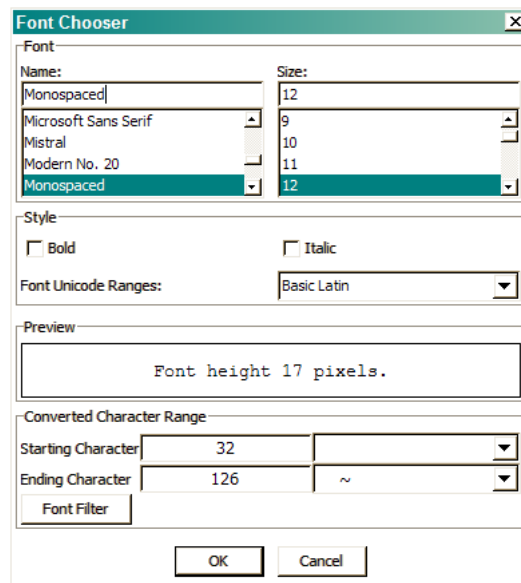 Font Chooser
Font
Name: Size:
Monospaced 12
Microsoft Sans Serif 9
Mistral 10
Modern No. 20 11
Monospaced 12
Style
Bold Italic
Font Unicode Ranges: Basic Latin
Preview
Font height 17 pixels.
Converted Character Range
Starting Character 32
Ending Character 126 ~
Font Filter
OK Cancel